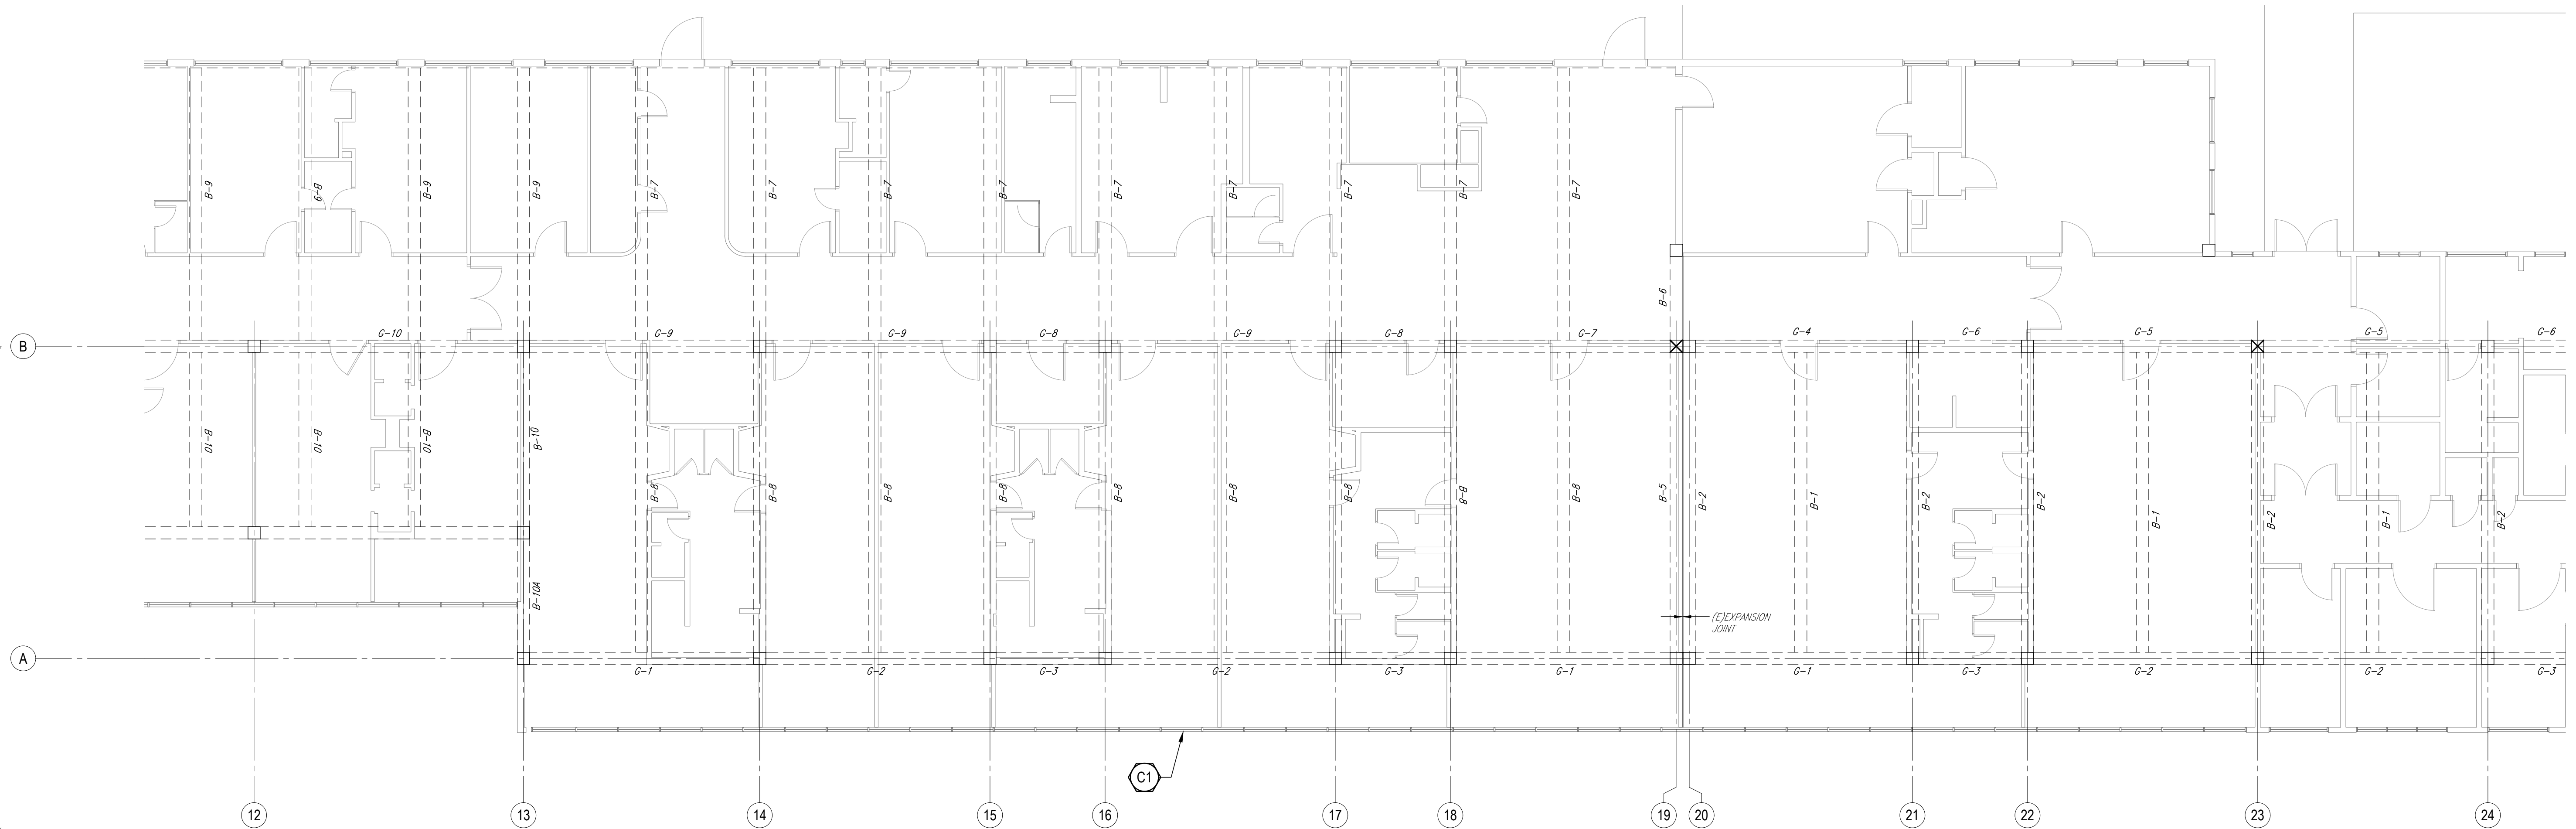 B-9
B-9
B-9
B-9
B-7
B-7
B-7
B-7
B-7
B-7
B-7
B-7
B-7
B-6
B
G-10
G-9
G-9
G-8
G-9
G-8
G-7
G-4
G-6
G-5
G-5
G-6
B-10
B-10
B-10
B-10
B-8
B-8
B-8
B-8
B-8
B-8
B-8
B-8
B-8
B-5
B-2
B-1
B-2
B-2
B-1
B-2
B-1
B-2
B-10A
(E)EXPANSION
JOINT
A
G-1
G-2
G-3
G-2
G-3
G-1
G-1
G-3
G-2
G-2
G-3
C1
12
13
14
15
16
17
18
19
20
21
22
23
24